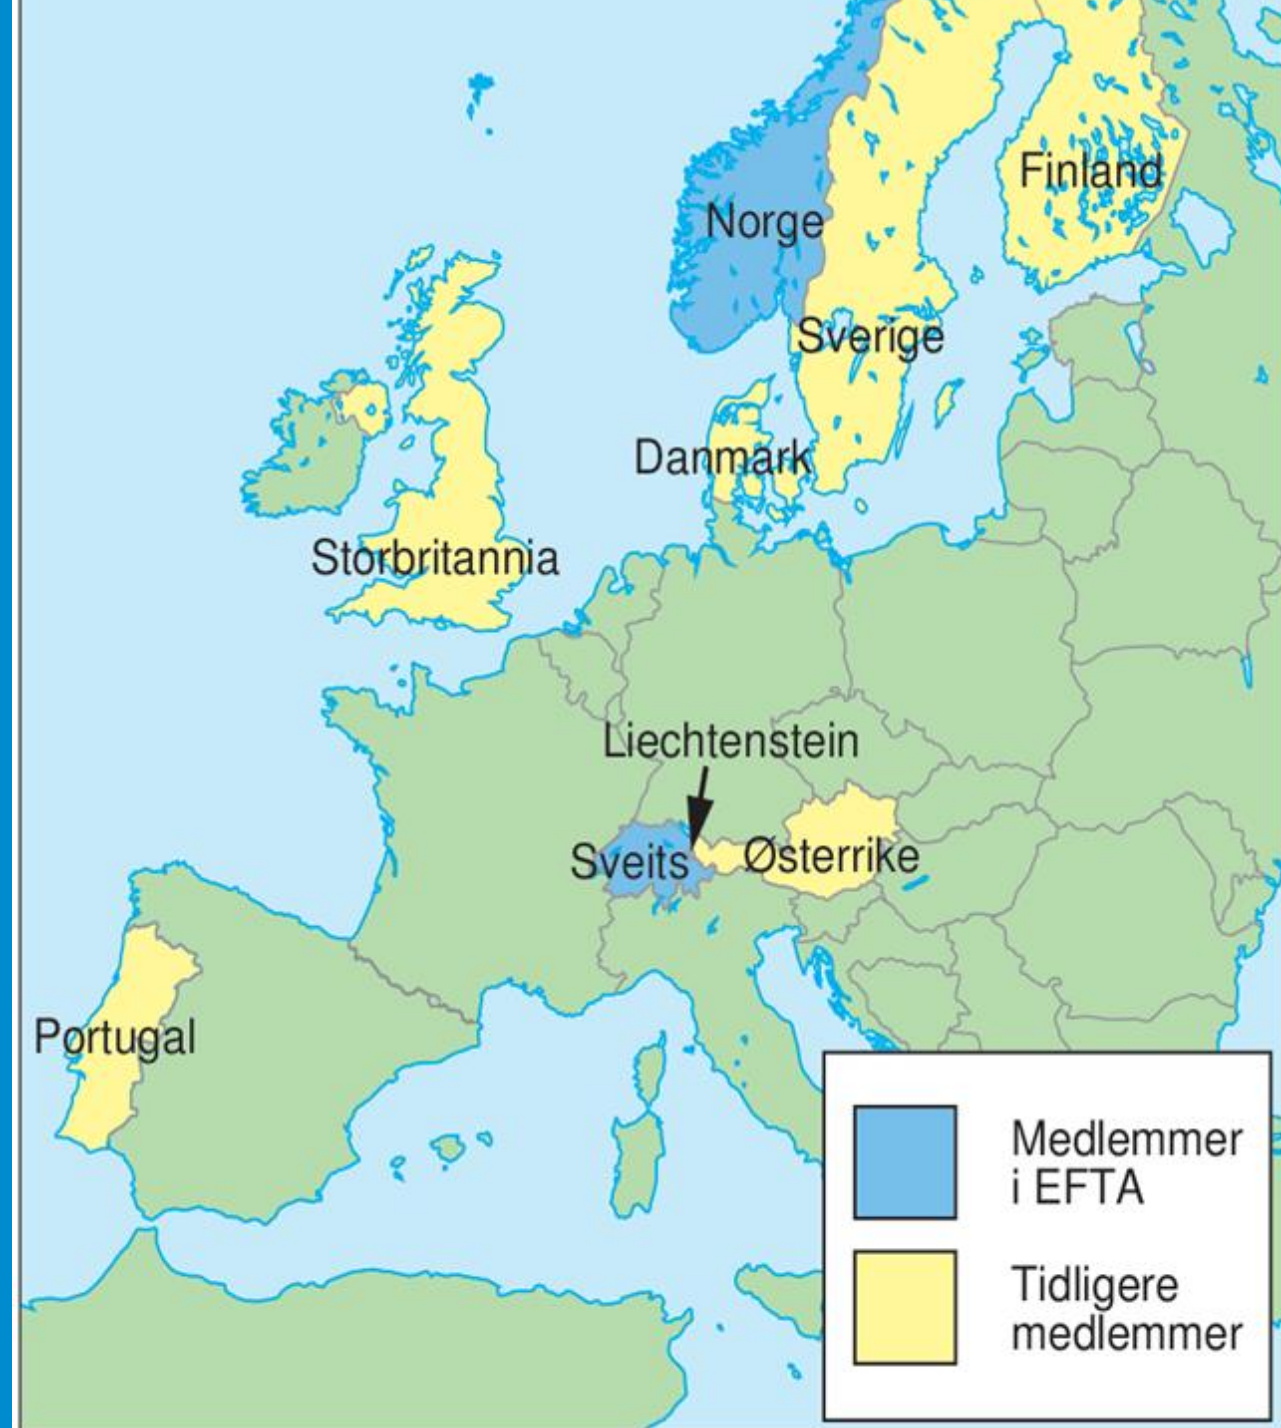 Finland
Norge
Sverige
Danmark
Storbritannia
Liechtenstein
Sveits
Østerrike
Portugal
Medlemmer
i EFTA
Tidligere
medlemmer